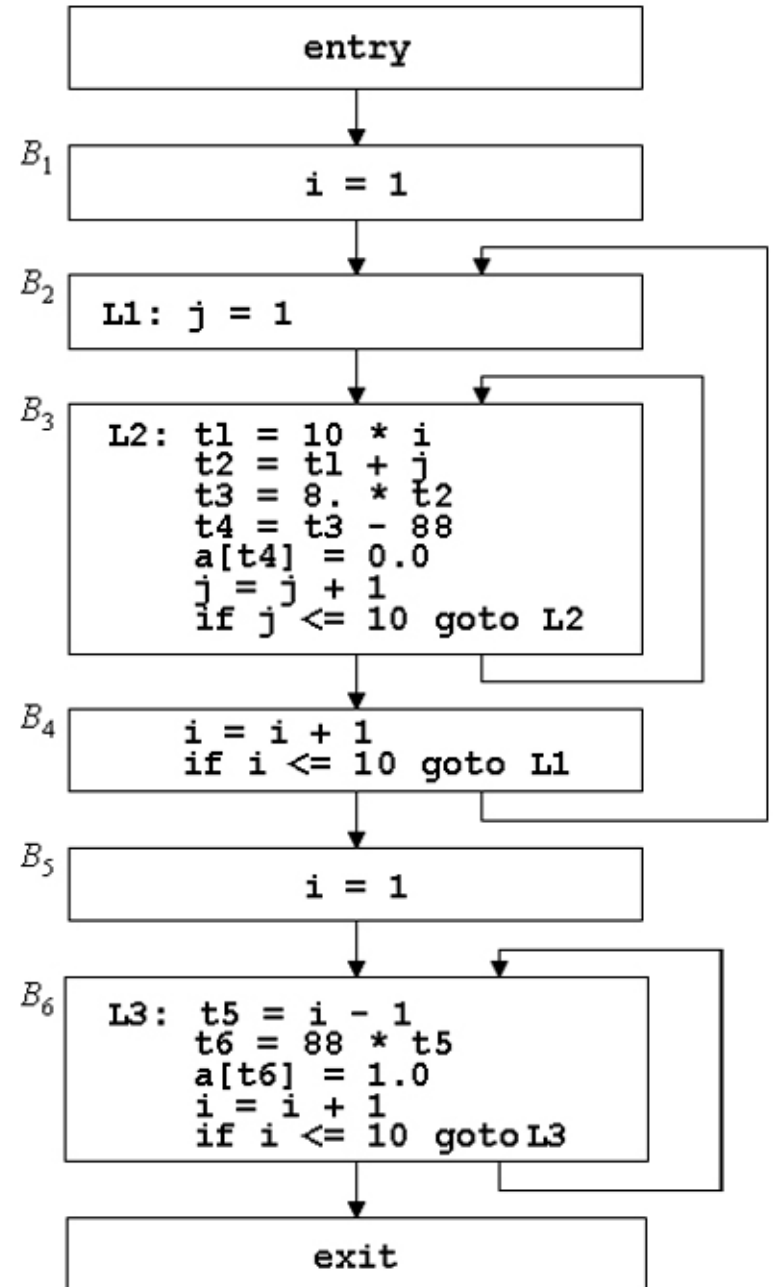 entry
B1
i = 1
B2
L1: j = 1
B3
L2: t1 = 10 * i
t2 = t1 + j
t3 = 8. * t2
t4 = t3 - 88
a[t4] = 0.0
j = j + 1
if j <= 10 goto L2
B4
i = i + 1
if i <= 10 goto L1
B5
i = 1
B6
L3: t5 = i - 1
t6 = 88 * t5
a[t6] = 1.0
i = i + 1
if i <= 10 goto L3
exit